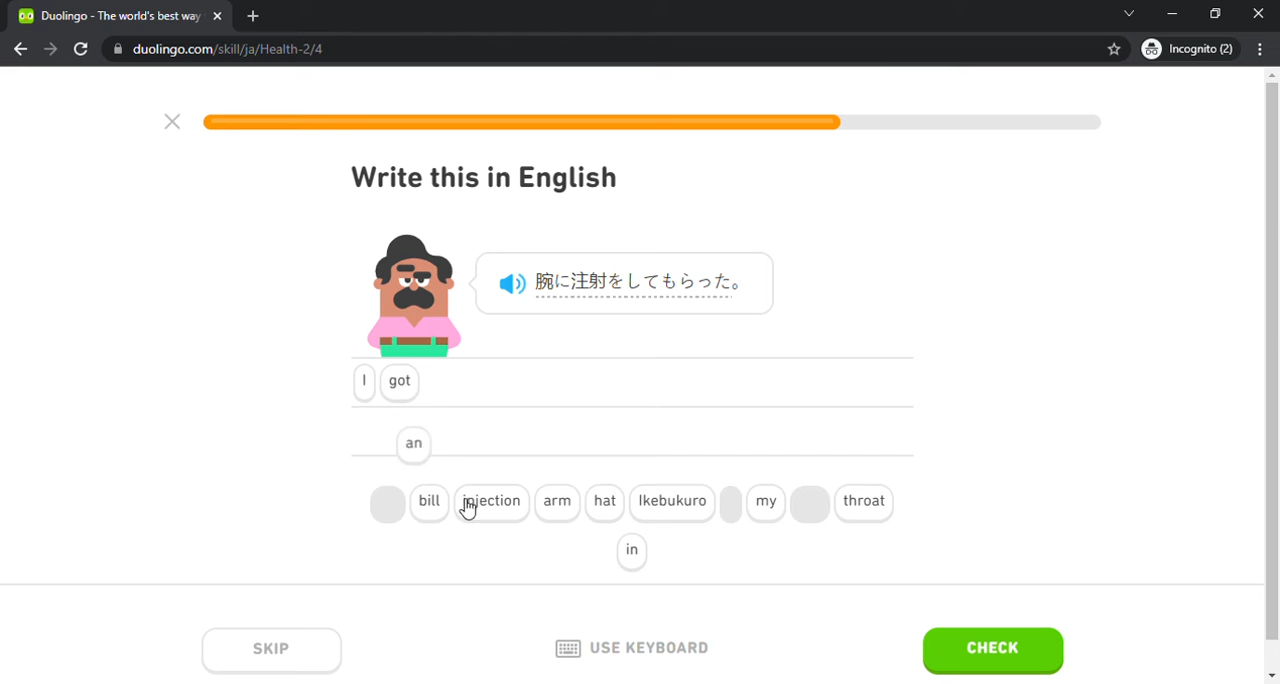 Duolingo - The world's best way
duolingo.com/skill/ja/Health-2/4
Incognito (2)
Write this in English
腕に注射をしてもらった。
I got
an
bill injection arm hat Ikebukuro my throat
in
SKIP
USE KEYBOARD
CHECK